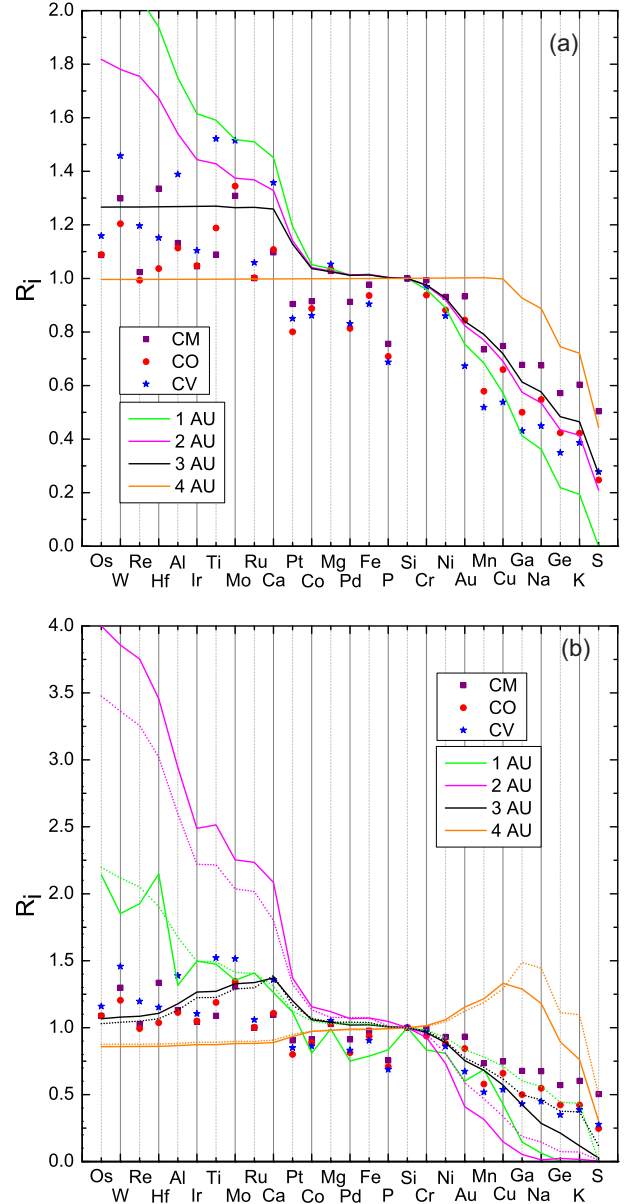 (a)
2.0
1.8
1.6
1.4
1.2
1.0
0.8
0.6
0.4
0.2
0.0
R_i
CM
CO
CV
1 AU
2 AU
3 AU
4 AU
Os Re Al Ti Ru Pt Mg Fe Si Ni Mn Ga Ge S
W Hf Ir Mo Ca Co Pd P Cr Au Cu Na K
(b)
4.0
3.5
3.0
2.5
2.0
1.5
1.0
0.5
0.0
R_i
CM
CO
CV
1 AU
2 AU
3 AU
4 AU
Os Re Al Ti Ru Pt Mg Fe Si Ni Mn Ga Ge S
W Hf Ir Mo Ca Co Pd P Cr Au Cu Na K